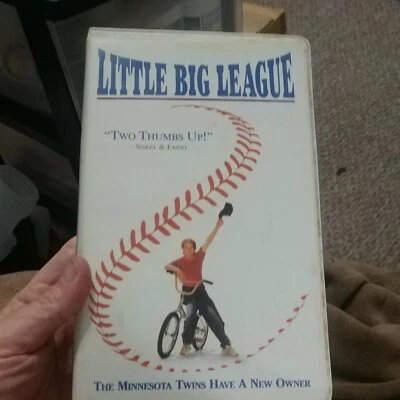 LITTLE BIG LEAGUE
"TWO THUMBS UP!"
- SISKEL & EBERT
THE MINNESOTA TWINS HAVE A NEW OWNER